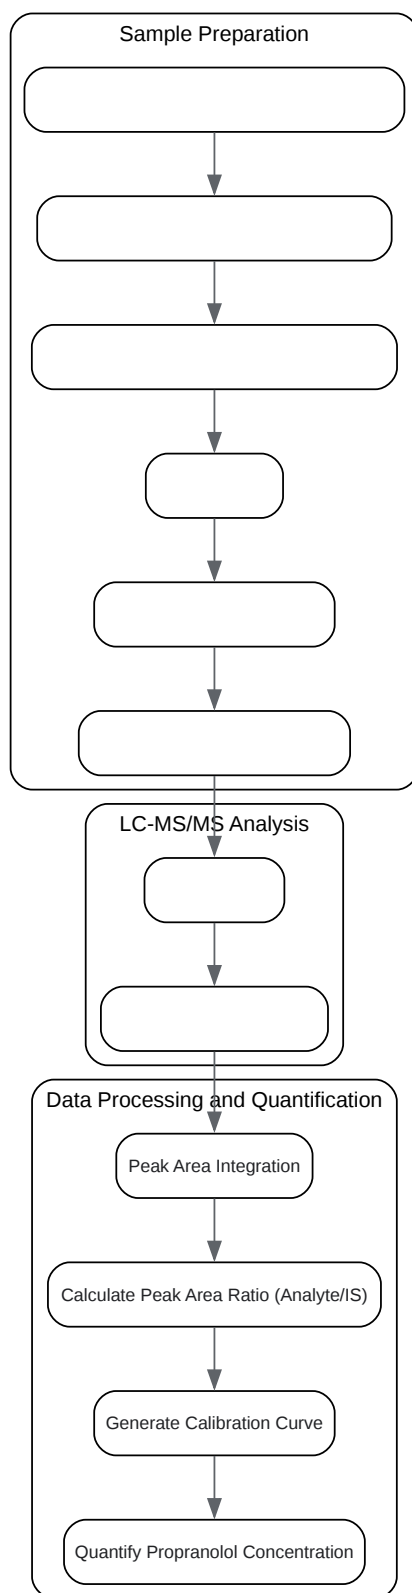 Sample Preparation
LC-MS/MS Analysis
Data Processing and Quantification
Peak Area Integration
Calculate Peak Area Ratio (Analyte/IS)
Generate Calibration Curve
Quantify Propranolol Concentration